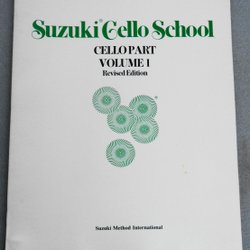 Suzuki® Cello School
CELLO PART
VOLUME 1
Revised Edition
®
Suzuki Method International